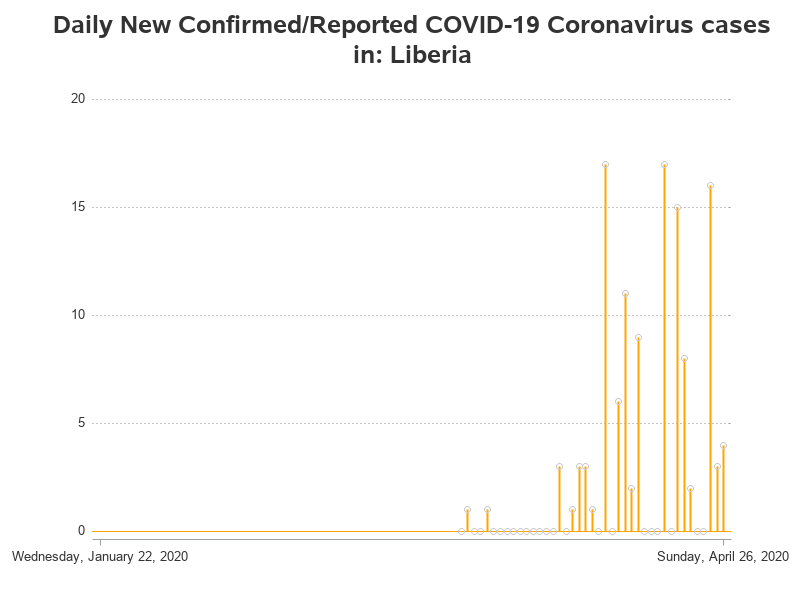 Daily New Confirmed/Reported COVID-19 Coronavirus cases
in: Liberia
20
15
10
5
0
Wednesday, January 22, 2020
Sunday, April 26, 2020